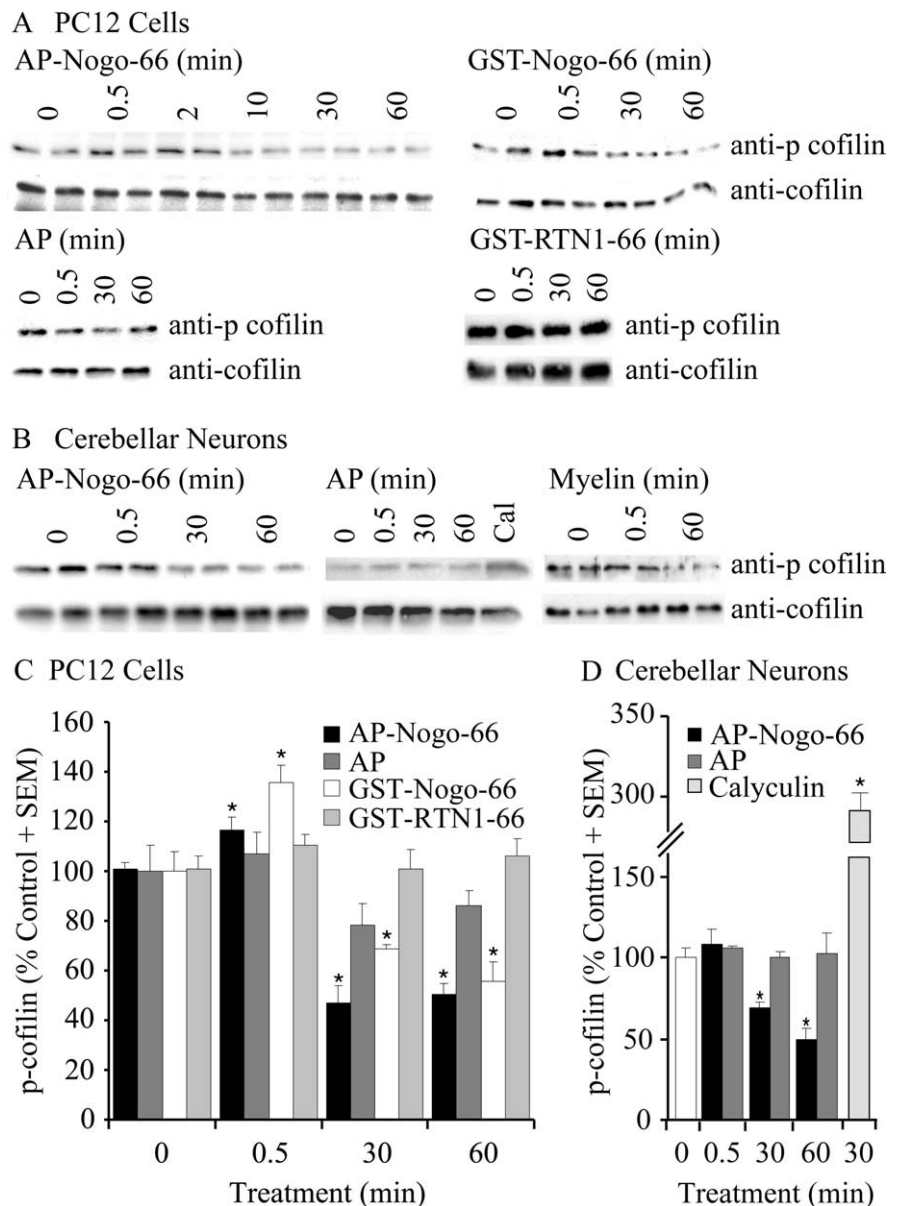 A PC12 Cells
AP-Nogo-66 (min)
0 0.5 2 10 30 60
GST-Nogo-66 (min)
0 0.5 30 60
anti-p cofilin
anti-cofilin
AP (min)
0 0.5 30 60
anti-p cofilin
anti-cofilin
GST-RTN1-66 (min)
0 0.5 30 60
anti-p cofilin
anti-cofilin
B Cerebellar Neurons
AP-Nogo-66 (min)
0 0.5 30 60
AP (min)
0 0.5 30 60 Cal
Myelin (min)
0 0.5 60
anti-p cofilin
anti-cofilin
C PC12 Cells
p-cofilin (% Control + SEM)
160
140
120
100
80
60
40
20
0
AP-Nogo-66
AP
GST-Nogo-66
GST-RTN1-66
* * * * * *
0 0.5 30 60
Treatment (min)
D Cerebellar Neurons
p-cofilin (% Control + SEM)
350
300
150
100
50
0
AP-Nogo-66
AP
Calyculin
* * *
0 0.5 30 60 30
Treatment (min)